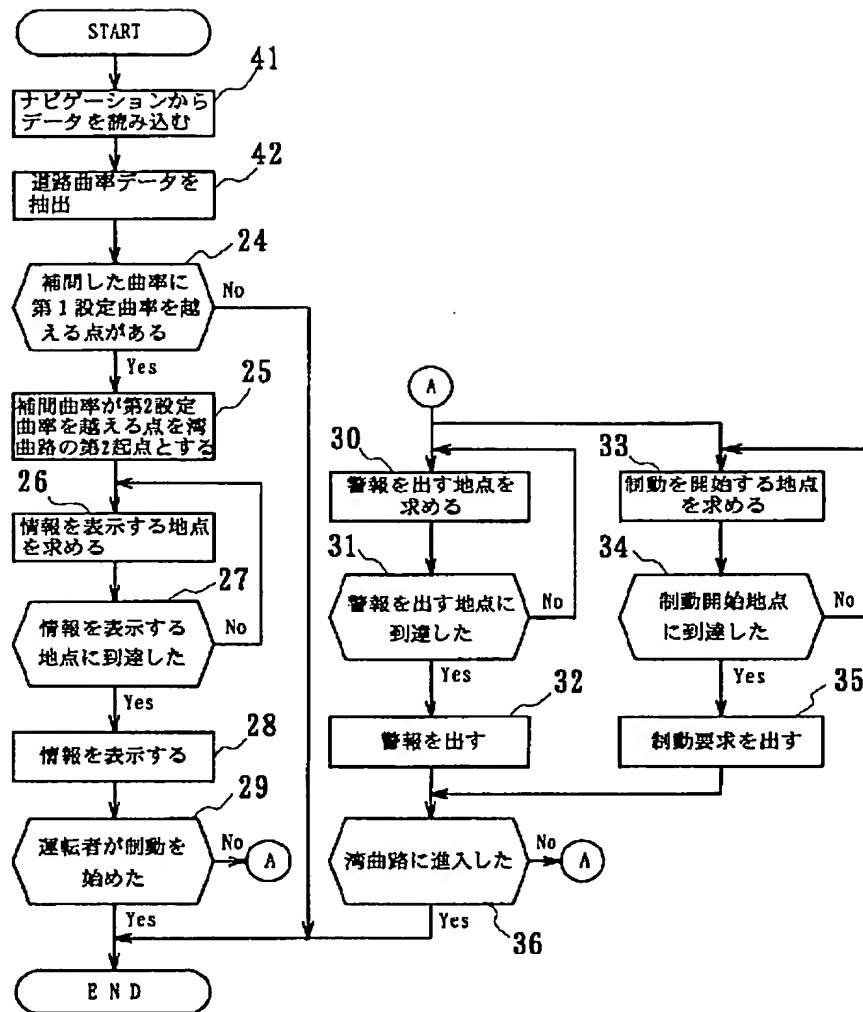 START
41
ナビゲーションから
データを読み込む
42
道路曲率データを
抽出
24
補間した曲率に
第1設定曲率を越
える点がある
No
Yes
25
補間曲率が第2設定
曲率を越える点を湾
曲路の第2起点とする
26
情報を表示する地点
を求める
27
情報を表示する
地点に到達した
No
Yes
28
情報を表示する
29
運転者が制動を
始めた
No
A
Yes
END
A
30
警報を出す地点を
求める
31
警報を出す地点に
到達した
No
Yes
32
警報を出す
33
制動を開始する地点
を求める
34
制動開始地点
に到達した
No
Yes
35
制動要求を出す
湾曲路に進入した
No
A
Yes
36